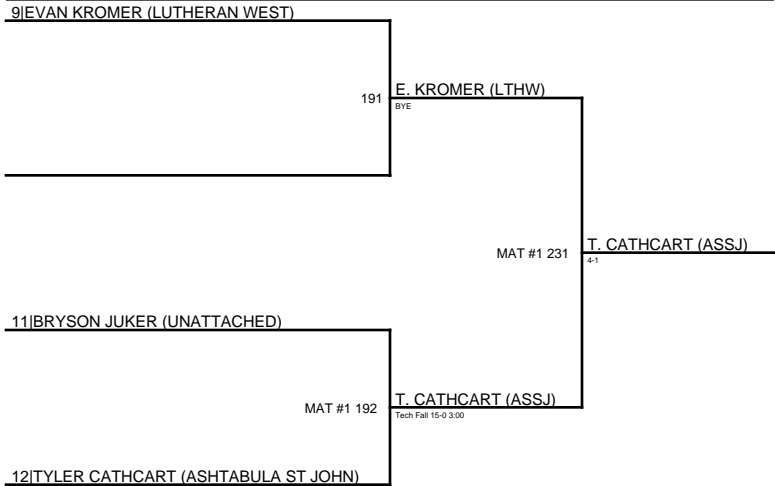 9|EVAN KROMER (LUTHERAN WEST)
191
E. KROMER (LTHW)
BYE
MAT #1 231
T. CATHCART (ASSJ)
4-1
11|BRYSON JUKER (UNATTACHED)
MAT #1 192
T. CATHCART (ASSJ)
Tech Fall 15-0 3:00
12|TYLER CATHCART (ASHTABULA ST JOHN)